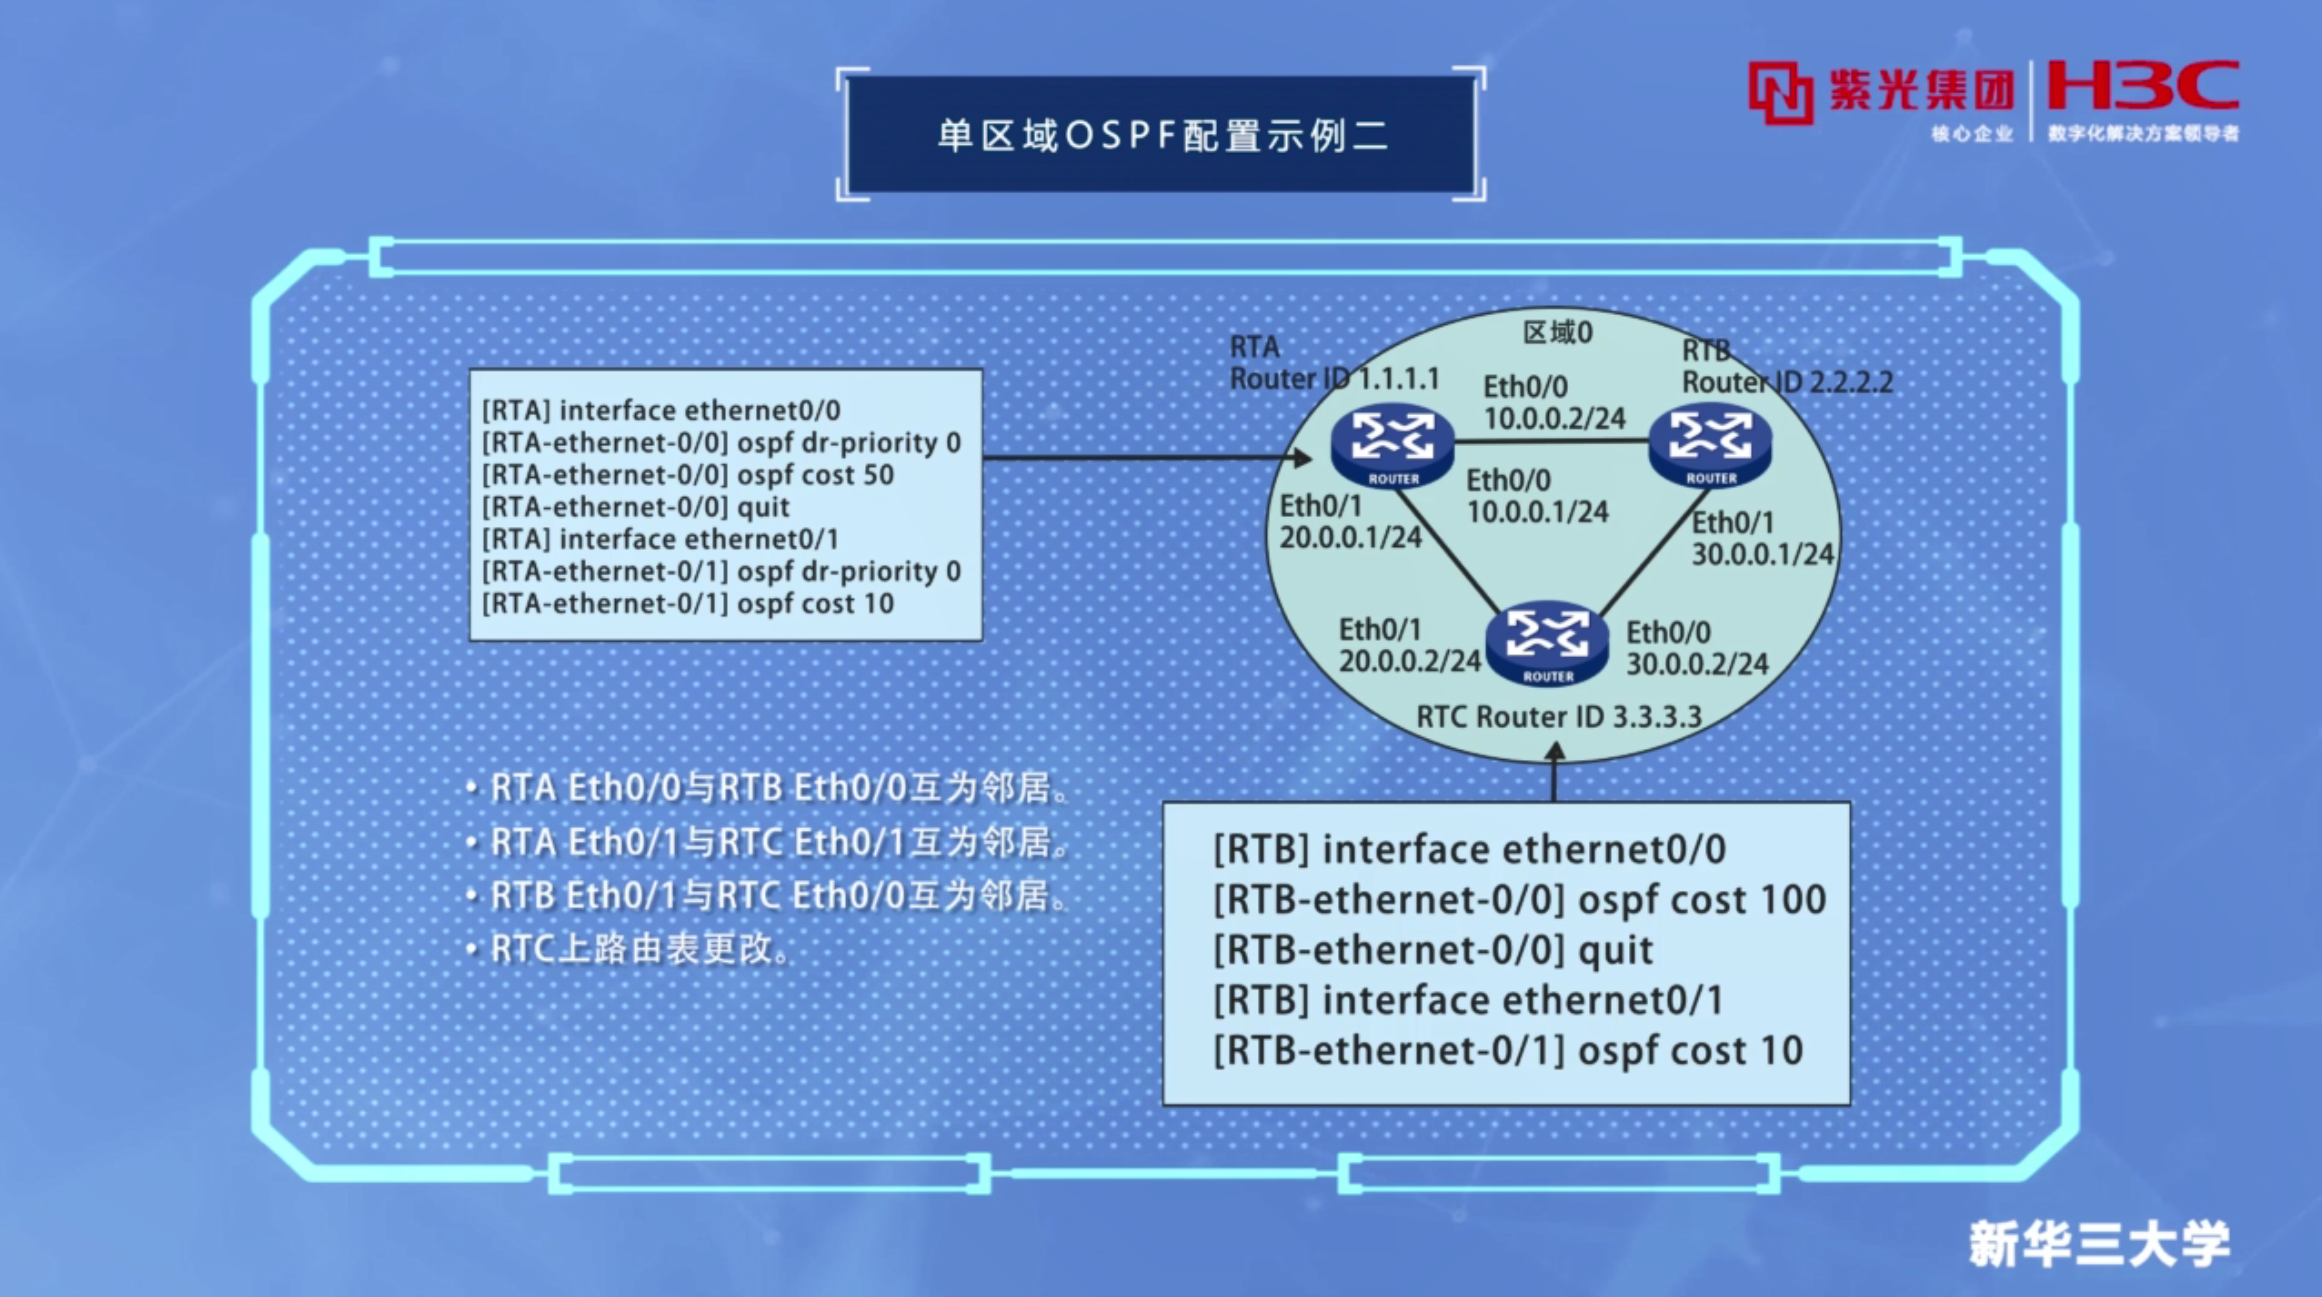 单区域OSPF配置示例二
紫光集团
核心企业
H3C
数字化解决方案领导者
[RTA] interface ethernet0/0
[RTA-ethernet-0/0] ospf dr-priority 0
[RTA-ethernet-0/0] ospf cost 50
[RTA-ethernet-0/0] quit
[RTA] interface ethernet0/1
[RTA-ethernet-0/1] ospf dr-priority 0
[RTA-ethernet-0/1] ospf cost 10
区域0
RTA
Router ID 1.1.1.1
RTB
Router ID 2.2.2.2
Eth0/0
10.0.0.2/24
ROUTER
ROUTER
Eth0/0
10.0.0.1/24
Eth0/1
20.0.0.1/24
Eth0/1
30.0.0.1/24
Eth0/1
20.0.0.2/24
ROUTER
Eth0/0
30.0.0.2/24
RTC Router ID 3.3.3.3
• RTA Eth0/0与RTB Eth0/0互为邻居。
• RTA Eth0/1与RTC Eth0/1互为邻居。
• RTB Eth0/1与RTC Eth0/0互为邻居。
• RTC上路由表更改。
[RTB] interface ethernet0/0
[RTB-ethernet-0/0] ospf cost 100
[RTB-ethernet-0/0] quit
[RTB] interface ethernet0/1
[RTB-ethernet-0/1] ospf cost 10
新华三大学